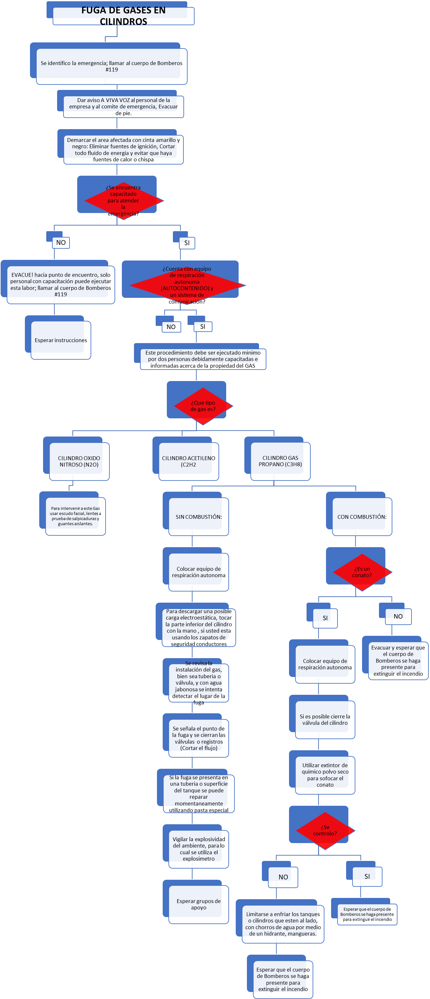 FUGA DE GASES EN
CILINDROS
Se identifico la emergencia; llamar al cuerpo de Bomberos
#119
Dar aviso A VIVA VOZ al personal de la
empresa y al comite de emergencia, Evacuar
de pie.
Demarcar el area afectada con cinta amarillo y
negro: Eliminar fuentes de ignición, Cortar
todo fluido de energia y evitar que haya
fuentes de calor o chispa
¿Se encuentra
capacitado
para atender
la
emergencia?
NO
SI
EVACUE! hacia punto de encuentro, solo
personal con capacitación puede ejecutar
esta labor; llamar al cuerpo de Bomberos
#119
Esperar instrucciones
¿Cuenta con equipo
de respiración
autonoma
(AUTOCONTENIDO) y
un sistema de
comunicación?
NO
SI
Este procedimiento debe ser ejecutado minimo
por dos personas debidamente capacitadas e
informadas acerca de la propiedad del GAS
¿Que tipo
de gas es?
CILINDRO OXIDO
NITROSO (N2O)
CILINDRO ACETILENO
(C2H2
CILINDRO GAS
PROPANO (C3H8)
Para intervenir a este Gas
usar escudo facial, lentes a
prueba de salpicaduras y
guantes aislantes.
SIN COMBUSTIÓN:
Colocar equipo de
respiración autonoma
Para descargar una posible
carga electroestática, tocar
la parte inferior del cilindro
con la mano , si usted esta
usando los zapatos de
seguridad conductores
Se revisa la
instalación del gas,
bien sea tuberia o
válvula, y con agua
jabonosa se intenta
detectar el lugar de la
fuga
Se señala el punto de
la fuga y se cierran las
válvulas o registros
(Cortar el flujo)
Si la fuga se presenta en
una tuberia o superficie
del tanque se puede
reparar
momentaneamente
utilizando pasta especial
Vigilar la explosividad
del ambiente, para lo
cual se utiliza el
explosimetro
Esperar grupos de
apoyo
CON COMBUSTIÓN:
¿Es un
conato?
SI
NO
Colocar equipo de
respiración autonoma
Evacuar y esperar que
el cuerpo de
Bomberos se haga
presente para
extinguir el incendio
Si es posible cierre la
válvula del cilindro
Utilizar extintor de
quimico polvo seco
para sofocar el
conato
¿Se
controlo?
NO
SI
Limitarse a enfriar los tanques
o cilindros que esten al lado,
con chorros de agua por medio
de un hidrante, mangueras.
Esperar que el cuerpo de
Bomberos se haga presente
para extinguir el incendio
Esperar que el cuerpo
de Bomberos se haga
presente para
extinguir el incendio